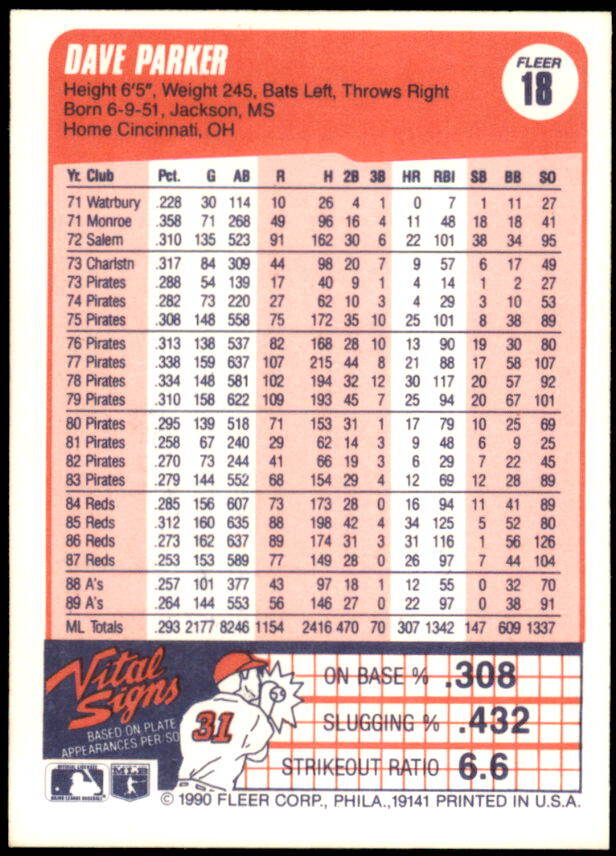 DAVE PARKER
Height 6'5", Weight 245, Bats Left, Throws Right
Born 6-9-51, Jackson, MS
Home Cincinnati, OH
FLEER
18
Yr. Club Pct. G AB R H 2B 3B HR RBI SB BB SO
71 Watrbury .228 30 114 10 26 4 1 0 7 1 11 27
71 Monroe .358 71 268 49 96 16 4 11 48 18 18 41
72 Salem .310 135 523 91 162 30 6 22 101 38 34 95
73 Charlstn .317 84 309 44 98 20 7 9 57 6 17 49
73 Pirates .288 54 139 17 40 9 1 4 14 1 2 27
74 Pirates .282 73 220 27 62 10 3 4 29 3 10 53
75 Pirates .308 148 558 75 172 35 10 25 101 8 38 89
76 Pirates .313 138 537 82 168 28 10 13 90 19 30 80
77 Pirates .338 159 637 107 215 44 8 21 88 17 58 107
78 Pirates .334 148 581 102 194 32 12 30 117 20 57 92
79 Pirates .310 158 622 109 193 45 7 25 94 20 67 101
80 Pirates .295 139 518 71 153 31 1 17 79 10 25 69
81 Pirates .258 67 240 29 62 14 3 9 48 6 9 25
82 Pirates .270 73 244 41 66 19 3 6 29 7 22 45
83 Pirates .279 144 552 68 154 29 4 12 69 12 28 89
84 Reds .285 156 607 73 173 28 0 16 94 11 41 89
85 Reds .312 160 635 88 198 42 4 34 125 5 52 80
86 Reds .273 162 637 89 174 31 3 31 116 1 56 126
87 Reds .253 153 589 77 149 28 0 26 97 7 44 104
88 A's .257 101 377 43 97 18 1 12 55 0 32 70
89 A's .264 144 553 56 146 27 0 22 97 0 38 91
ML Totals .293 2177 8246 1154 2416 470 70 307 1342 147 609 1337
Vital
Signs
BASED ON PLATE
APPEARANCES PER/SO
31
ON BASE % .308
SLUGGING % .432
STRIKEOUT RATIO 6.6
OFFICIAL LICENSEE
MAJOR LEAGUE BASEBALL
MLB
© 1990 FLEER CORP., PHILA., 19141 PRINTED IN U.S.A.